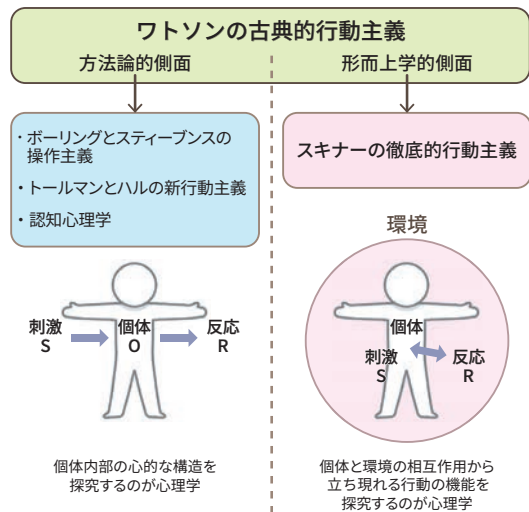 ワトソンの古典的行動主義
方法論的側面
形而上学的側面
・ボーリングとスティーブンスの
操作主義
・トールマンとハルの新行動主義
・認知心理学
スキナーの徹底的行動主義
環境
刺激
S
個体
O
反応
R
個体
刺激
S
反応
R
個体内部の心的な構造を
探究するのが心理学
個体と環境の相互作用から
立ち現れる行動の機能を
探究するのが心理学